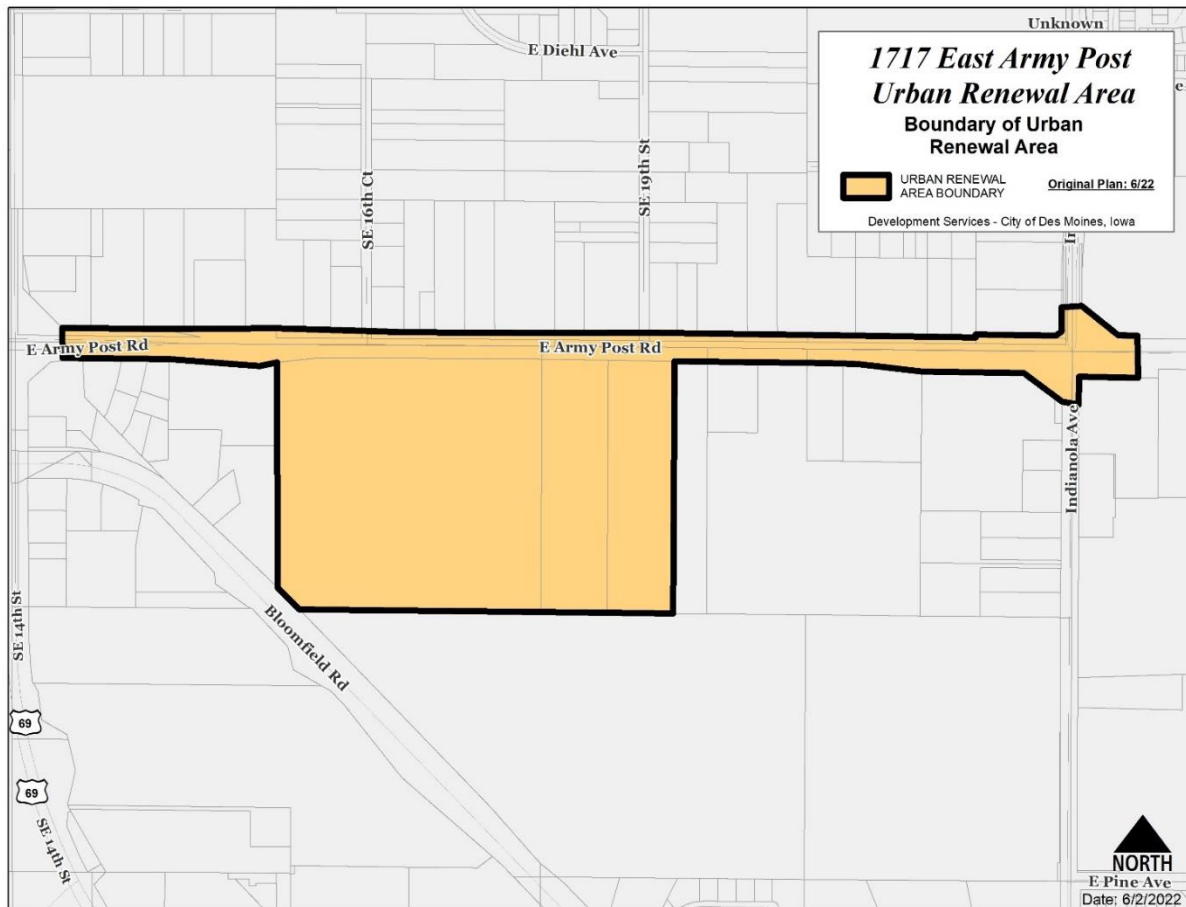 Unknown
E Diehl Ave
1717 East Army Post
Urban Renewal Area
Boundary of Urban
Renewal Area
URBAN RENEWAL
AREA BOUNDARY
Original Plan: 6/22
Development Services - City of Des Moines, Iowa
SE 16th Ct
SE 19th St
E Army Post Rd
E Army Post Rd
Indianola Ave
SE 14th St
Bloomfield Rd
69
69
SE 14th St
NORTH
E Pine Ave
Date: 6/2/2022